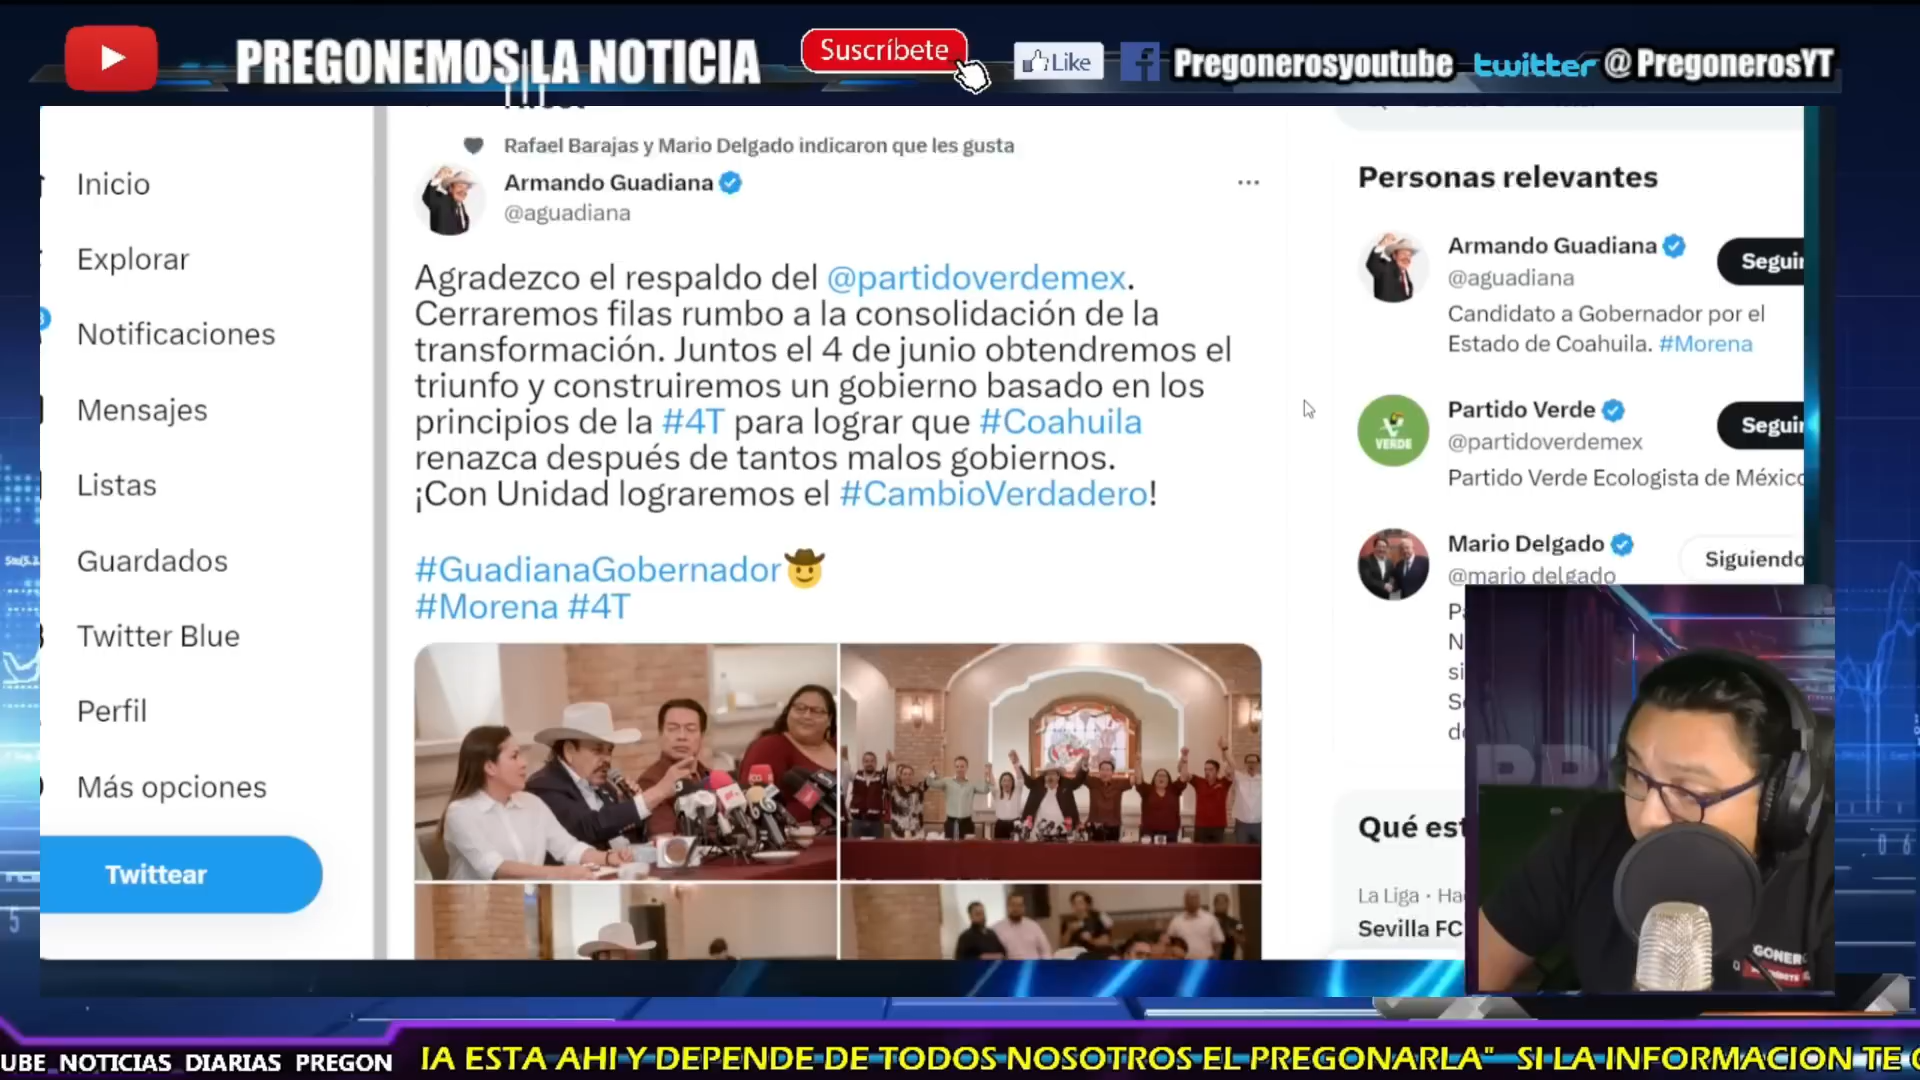 PREGONEMOS LA NOTICIA
Suscríbete
Like
Pregonerosyoutube
twitter @PregonerosYT
Inicio
Explorar
Notificaciones
Mensajes
Listas
Guardados
Twitter Blue
Perfil
Más opciones
Twittear
Rafael Barajas y Mario Delgado indicaron que les gusta
Armando Guadiana
@aguadiana
Agradezco el respaldo del @partidoverdemex.
Cerraremos filas rumbo a la consolidación de la
transformación. Juntos el 4 de junio obtendremos el
triunfo y construiremos un gobierno basado en los
principios de la #4T para lograr que #Coahuila
renazca después de tantos malos gobiernos.
¡Con Unidad lograremos el #CambioVerdadero!
#GuadianaGobernador🤠
#Morena #4T
Personas relevantes
Armando Guadiana
@aguadiana
Seguir
Candidato a Gobernador por el
Estado de Coahuila. #Morena
VERDE
Partido Verde
@partidoverdemex
Seguir
Partido Verde Ecologista de México
Mario Delgado
@mario_delgado
Siguiendo
Qué est
La Liga · Ha
Sevilla FC
UBE NOTICIAS DIARIAS PREGON
IA ESTA AHI Y DEPENDE DE TODOS NOSOTROS EL PREGONARLA" SI LA INFORMACION TE